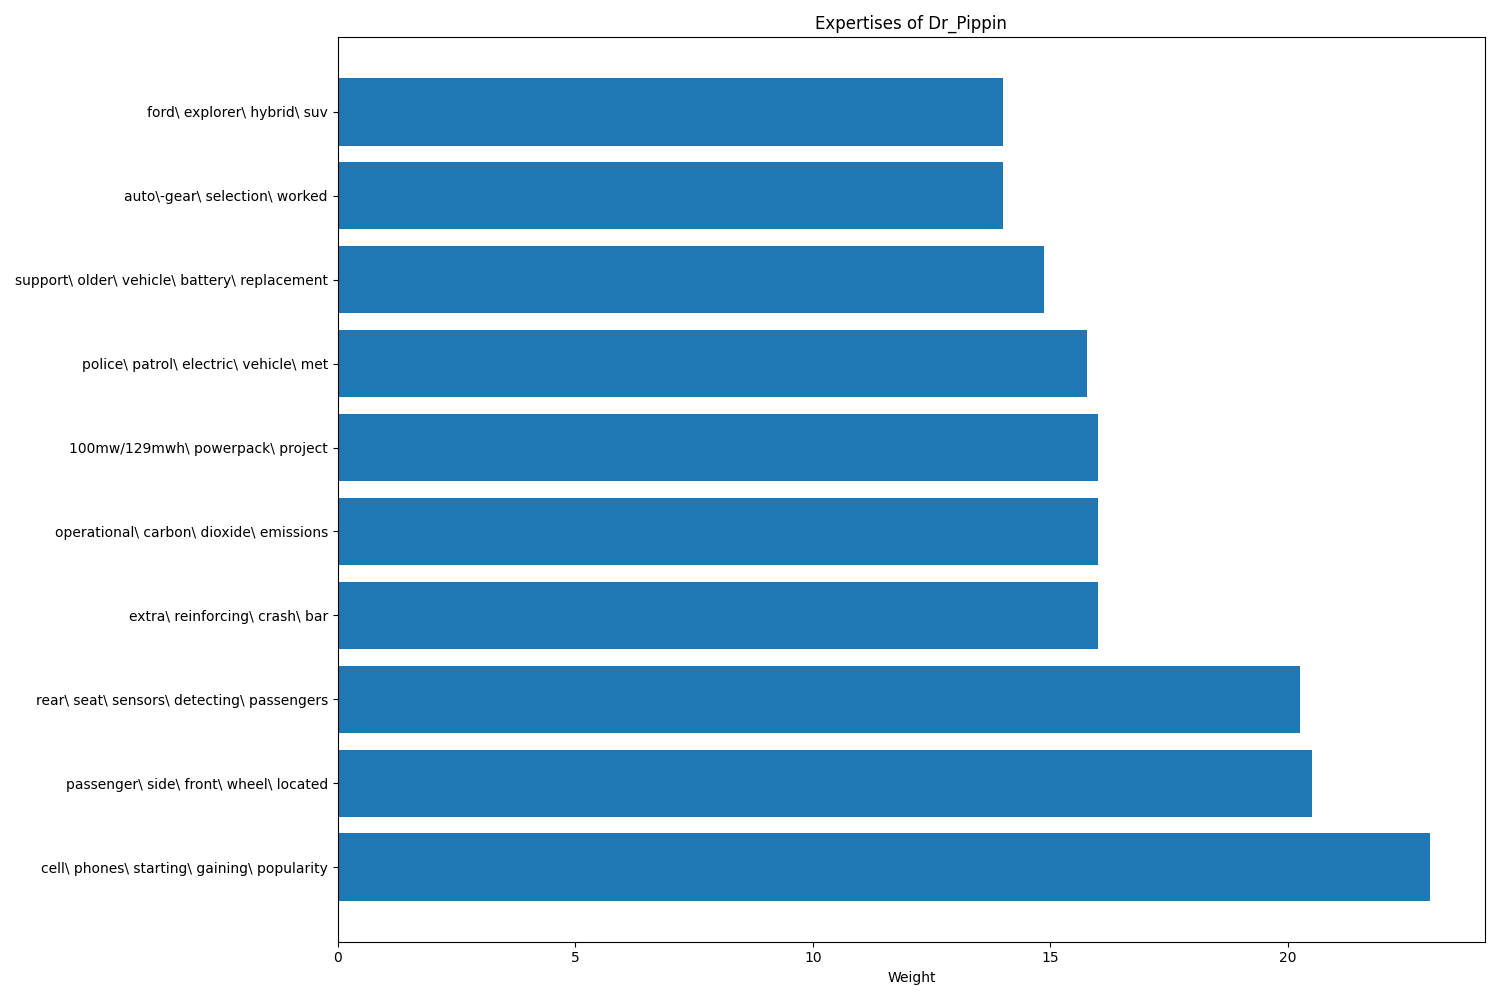 Expertises of Dr_Pippin
ford\ explorer\ hybrid\ suv
auto\-gear\ selection\ worked
support\ older\ vehicle\ battery\ replacement
police\ patrol\ electric\ vehicle\ met
100mw/129mwh\ powerpack\ project
operational\ carbon\ dioxide\ emissions
extra\ reinforcing\ crash\ bar
rear\ seat\ sensors\ detecting\ passengers
passenger\ side\ front\ wheel\ located
cell\ phones\ starting\ gaining\ popularity
0 5 10 15 20
Weight